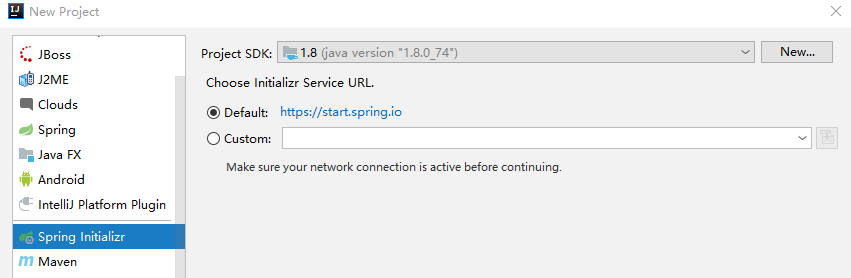 IJ New Project
JBoss
J2ME
Clouds
Spring
Java FX
Android
IntelliJ Platform Plugin
Spring Initializr
m Maven
Project SDK: 1.8 (java version "1.8.0_74") New...
Choose Initializr Service URL.
Default: https://start.spring.io
Custom:
Make sure your network connection is active before continuing.